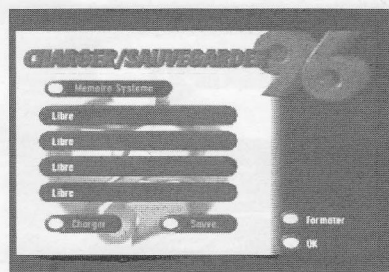 CHARGER/SAUVEGARDER
96
Memoire Systeme
Libre
Libre
Libre
Libre
Charger
Sauve
Formater
OK